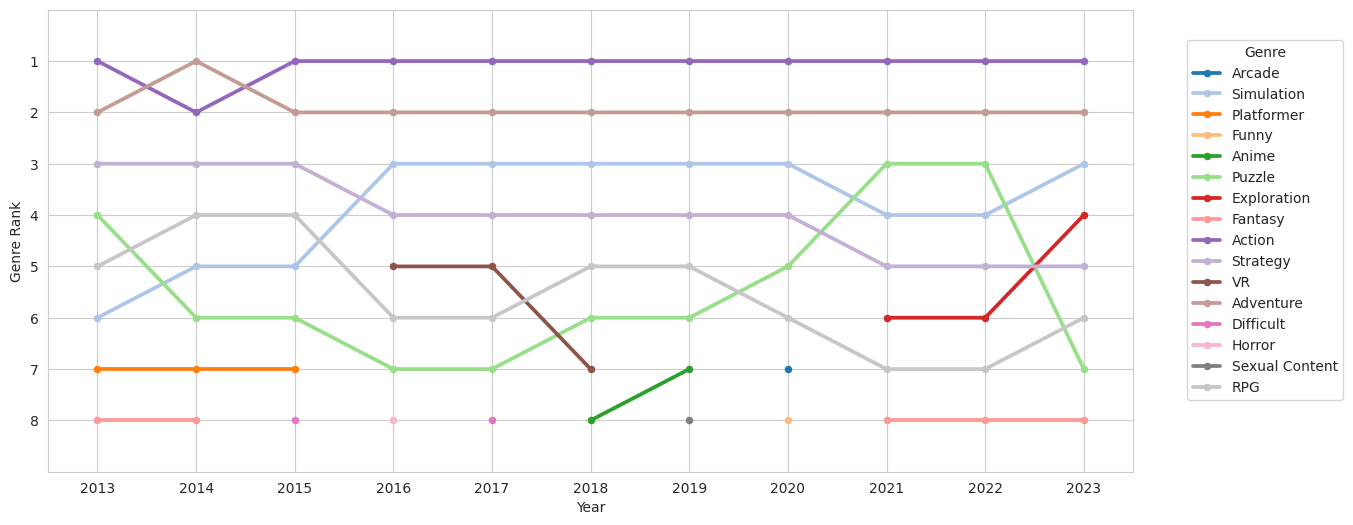 Genre Rank
1
2
3
4
5
6
7
8
2013 2014 2015 2016 2017 2018 2019 2020 2021 2022 2023
Year
Genre
Arcade
Simulation
Platformer
Funny
Anime
Puzzle
Exploration
Fantasy
Action
Strategy
VR
Adventure
Difficult
Horror
Sexual Content
RPG